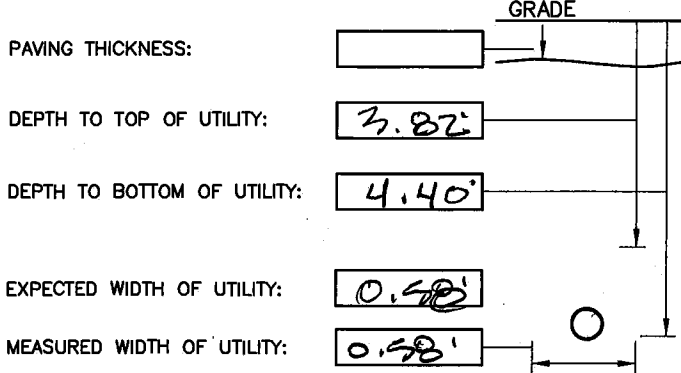 GRADE
PAVING THICKNESS:
DEPTH TO TOP OF UTILITY: 3.82'
DEPTH TO BOTTOM OF UTILITY: 4.40'
EXPECTED WIDTH OF UTILITY: 0.58'
MEASURED WIDTH OF UTILITY: 0.58'